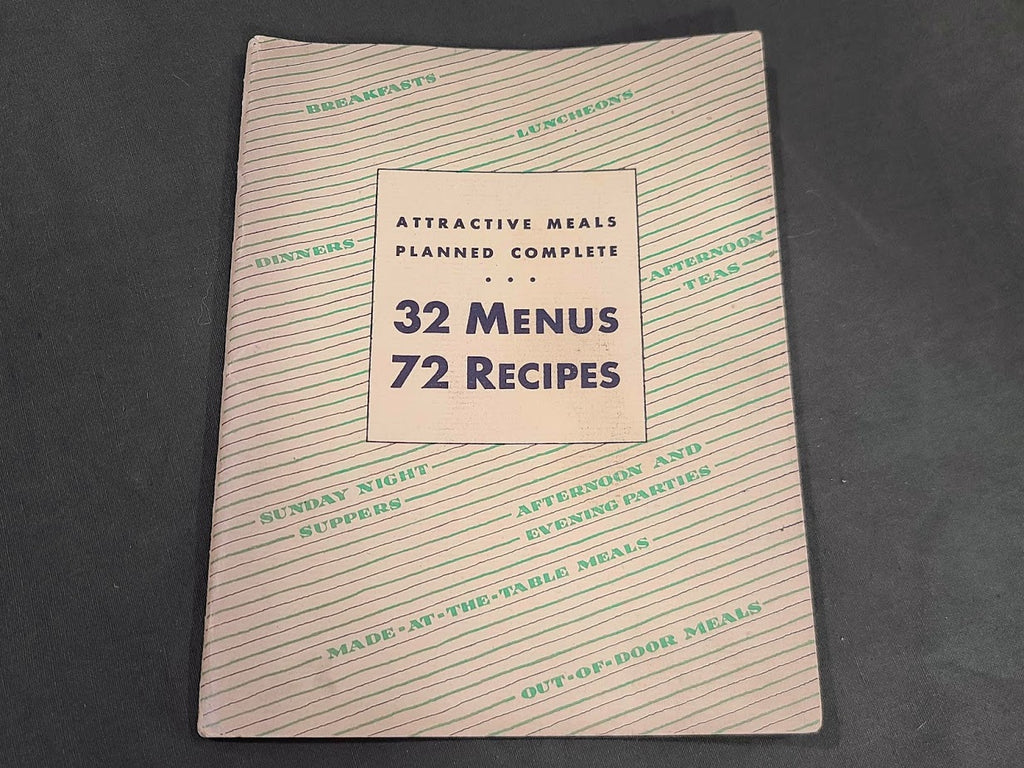 BREAKFASTS
LUNCHEONS
ATTRACTIVE MEALS
PLANNED COMPLETE
• • •
32 MENUS
72 RECIPES
DINNERS
AFTERNOON
TEAS
SUNDAY NIGHT
SUPPERS
AFTERNOON AND
EVENING PARTIES
MADE-AT-THE-TABLE MEALS
OUT-OF-DOOR MEALS